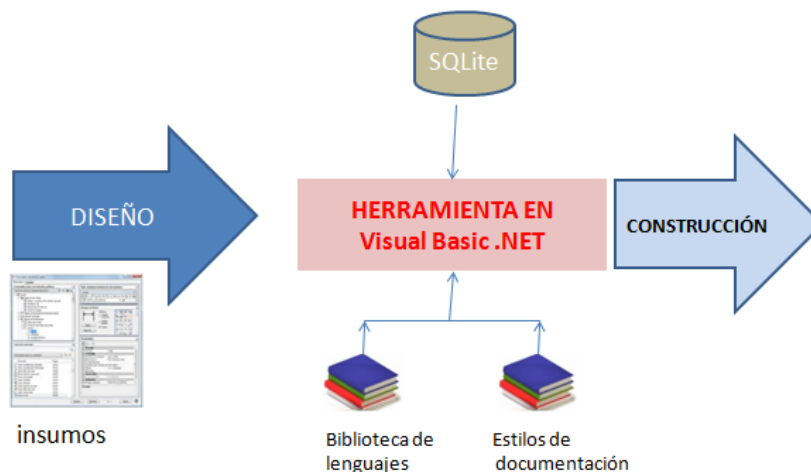 SQLite
DISEÑO
HERRAMIENTA EN
Visual Basic .NET
CONSTRUCCIÓN
insumos
Biblioteca de
lenguajes
Estilos de
documentación